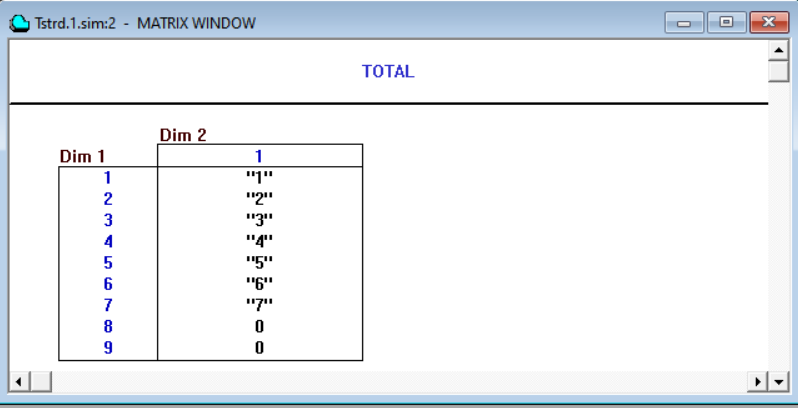 Tstrd.1.sim:2 - MATRIX WINDOW
TOTAL
Dim 2
Dim 1 1
1 "1"
2 "2"
3 "3"
4 "4"
5 "5"
6 "6"
7 "7"
8 0
9 0